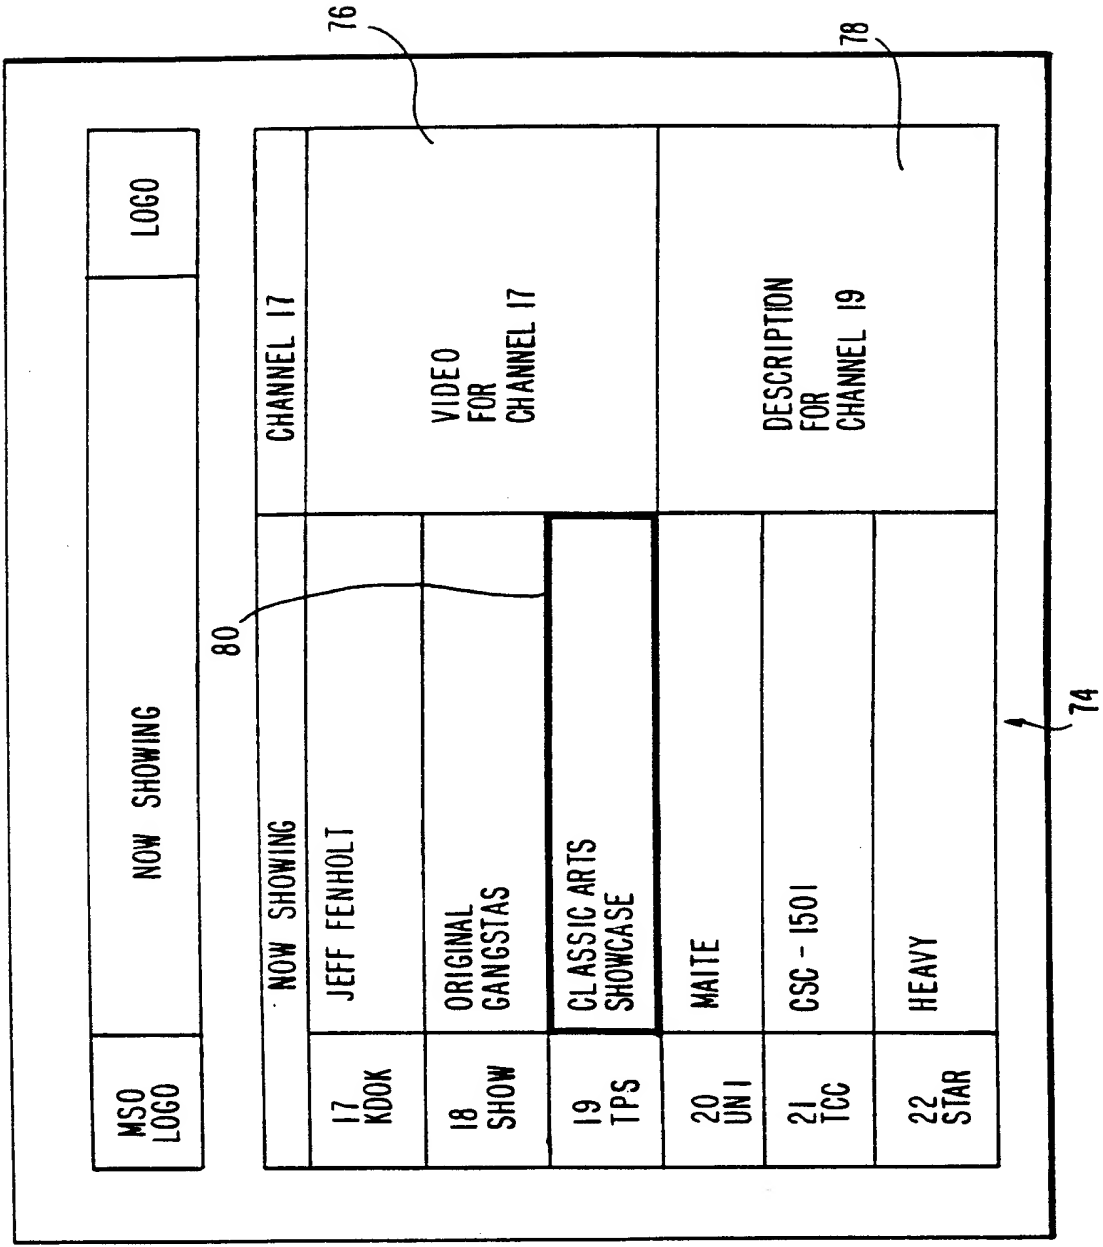 MSO
LOGO
NOW SHOWING
LOGO
80
NOW SHOWING
CHANNEL 17
17
KDOK
JEFF FENHOLT
18
SHOW
ORIGINAL
GANGSTAS
19
TPS
CLASSIC ARTS
SHOWCASE
20
UNI
MAITE
21
TCC
CSC - 1501
22
STAR
HEAVY
VIDEO
FOR
CHANNEL 17
76
DESCRIPTION
FOR
CHANNEL 19
78
74